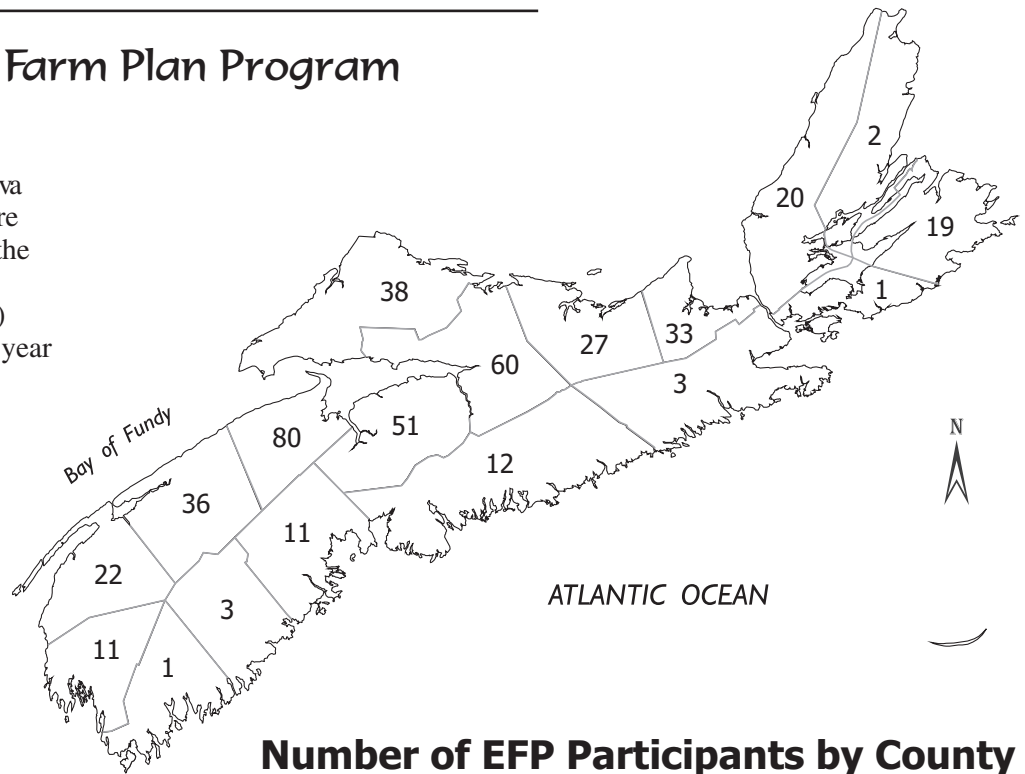 Farm Plan Program
va
re
the
)
year
2
20
19
1
38
27
33
60
3
80
51
12
Bay of Fundy
36
11
N
22
3
ATLANTIC OCEAN
11
1
Number of EFP Participants by County